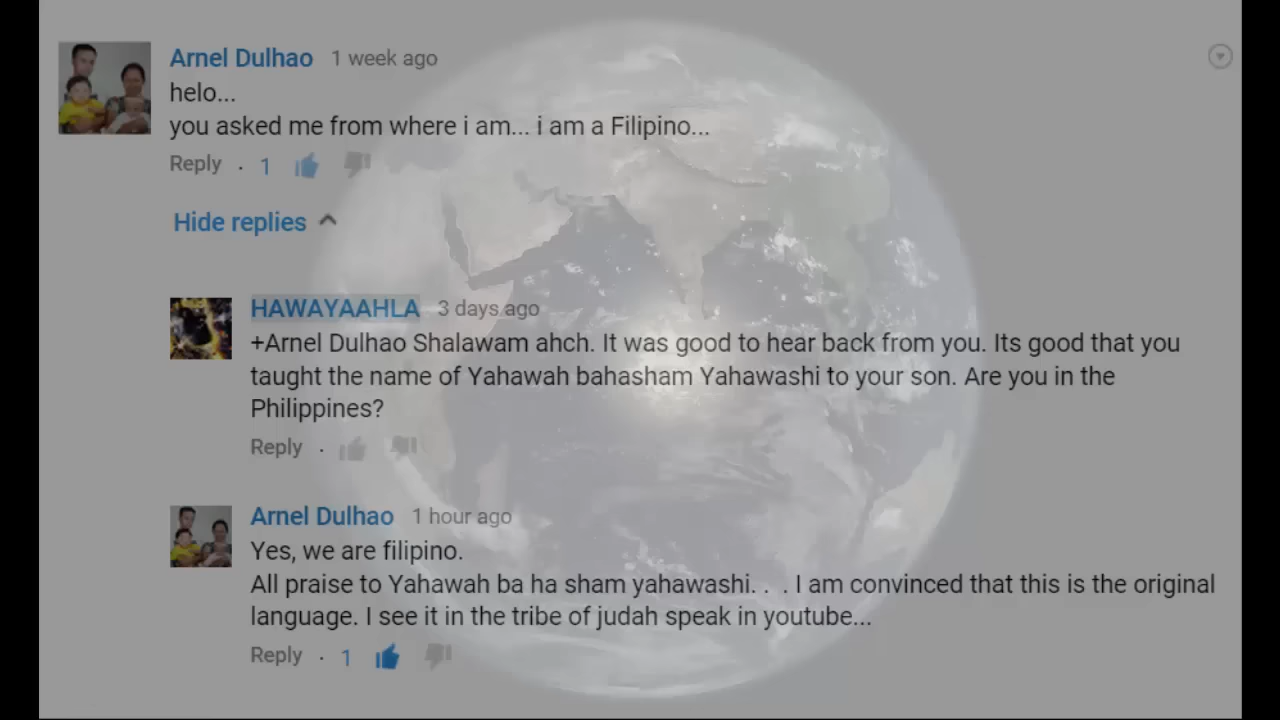 Arnel Dulhao 1 week ago
helo...
you asked me from where i am... i am a Filipino...
Reply . 1
Hide replies
HAWAYAAHLA 3 days ago
+Arnel Dulhao Shalawam ahch. It was good to hear back from you. Its good that you
taught the name of Yahawah bahasham Yahawashi to your son. Are you in the
Philippines?
Reply .
Arnel Dulhao 1 hour ago
Yes, we are filipino.
All praise to Yahawah ba ha sham yahawashi. . . I am convinced that this is the original
language. I see it in the tribe of judah speak in youtube...
Reply . 1